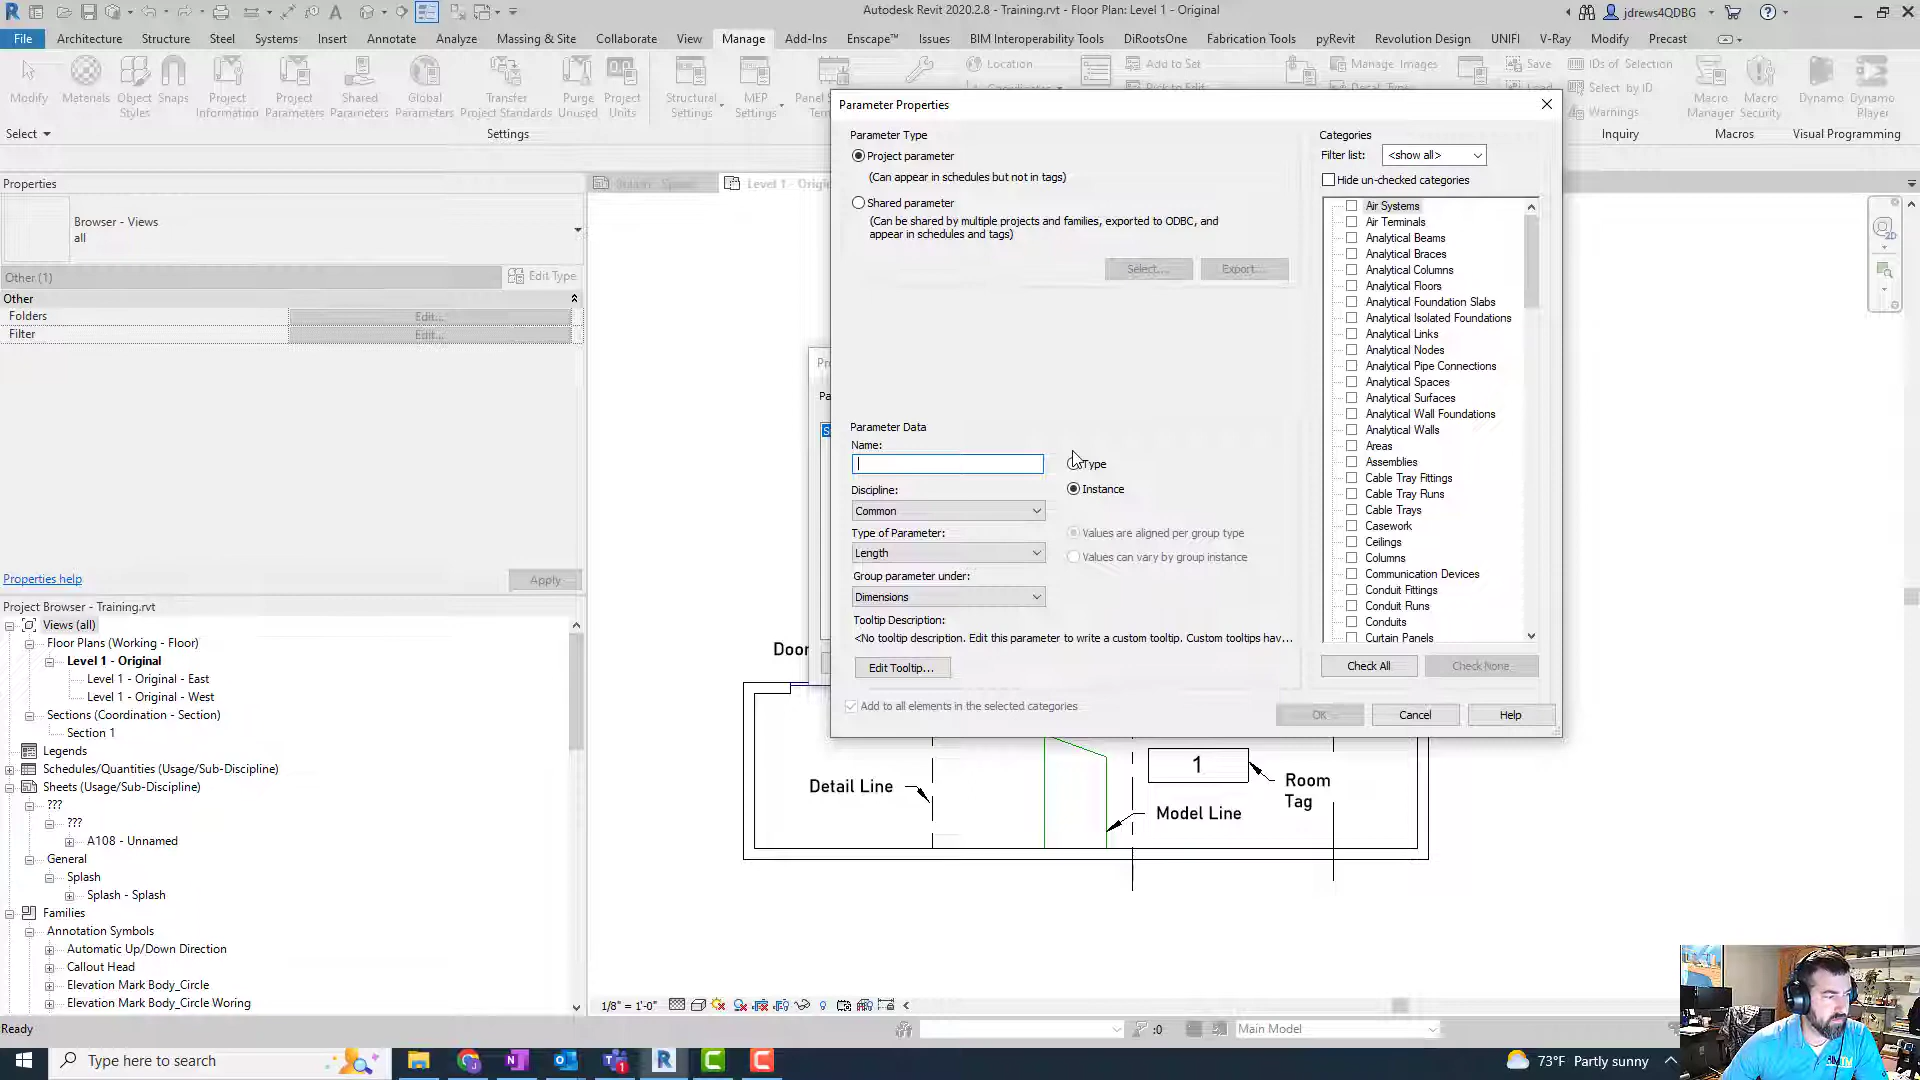 Autodesk Revit 2020.2.8 - Training.rvt - Floor Plan: Level 1 - Original
jdrews4QDBG
File Architecture Structure Steel Systems Insert Annotate Analyze Massing & Site Collaborate View Manage Add-Ins Enscape™ Issues BIM Interoperability Tools DiRootsOne Fabrication Tools pyRevit Revolution Design UNIFI V-Ray Modify Precast
Modify
Materials
Object Styles
Snaps
Project Information
Project Parameters
Shared Parameters
Global Parameters
Transfer Project Standards
Purge Unused
Project Units
Structural Settings
MEP Settings
Location
Add to Set
Manage Images
Save
IDs of Selection
Select by ID
Warnings
Macro Manager
Macro Security
Dynamo
Dynamo Player
Select
Settings
Inquiry
Macros
Visual Programming
Properties
Browser - Views
all
Other (1)
Edit Type
Other
Folders
Edit...
Filter
Edit...
Properties help
Apply
Project Browser - Training.rvt
Views (all)
Floor Plans (Working - Floor)
Level 1 - Original
Level 1 - Original - East
Level 1 - Original - West
Sections (Coordination - Section)
Section 1
Legends
Schedules/Quantities (Usage/Sub-Discipline)
Sheets (Usage/Sub-Discipline)
???
???
A108 - Unnamed
General
Splash
Splash - Splash
Families
Annotation Symbols
Automatic Up/Down Direction
Callout Head
Elevation Mark Body_Circle
Elevation Mark Body_Circle Woring
Ready
Parameter Properties
Parameter Type
Project parameter
(Can appear in schedules but not in tags)
Shared parameter
(Can be shared by multiple projects and families, exported to ODBC, and
appear in schedules and tags)
Select...
Export...
Parameter Data
Name:
Type
Discipline:
Instance
Common
Type of Parameter:
Values are aligned per group type
Length
Values can vary by group instance
Group parameter under:
Dimensions
Tooltip Description:
<No tooltip description. Edit this parameter to write a custom tooltip. Custom tooltips hav...
Edit Tooltip...
Add to all elements in the selected categories
OK
Cancel
Help
Categories
Filter list:
<show all>
Hide un-checked categories
Air Systems
Air Terminals
Analytical Beams
Analytical Braces
Analytical Columns
Analytical Floors
Analytical Foundation Slabs
Analytical Isolated Foundations
Analytical Links
Analytical Nodes
Analytical Pipe Connections
Analytical Spaces
Analytical Surfaces
Analytical Wall Foundations
Analytical Walls
Areas
Assemblies
Cable Tray Fittings
Cable Tray Runs
Cable Trays
Casework
Ceilings
Columns
Communication Devices
Conduit Fittings
Conduit Runs
Conduits
Curtain Panels
Check All
Check None
Detail Line
1
Room
Tag
Model Line
1/8" = 1'-0"
:0
Main Model
Type here to search
73°F Partly sunny